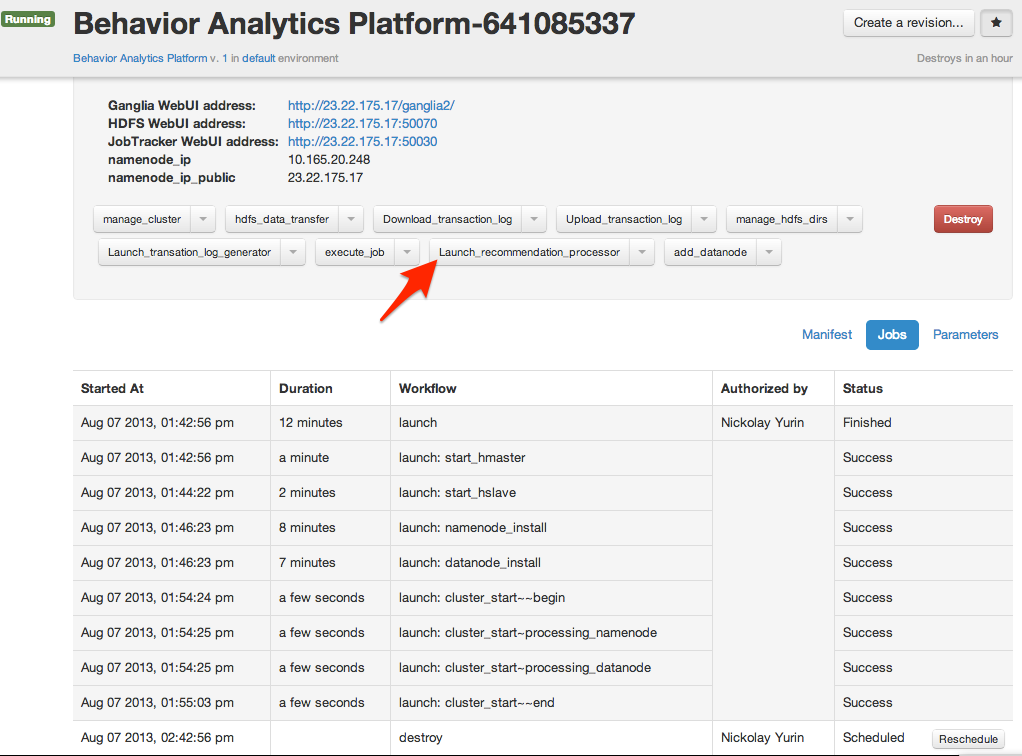 Running
Behavior Analytics Platform-641085337
Create a revision... ★
Behavior Analytics Platform v. 1 in default environment
Destroys in an hour
Ganglia WebUI address: http://23.22.175.17/ganglia2/
HDFS WebUI address: http://23.22.175.17:50070
JobTracker WebUI address: http://23.22.175.17:50030
namenode_ip 10.165.20.248
namenode_ip_public 23.22.175.17
manage_cluster hdfs_data_transfer Download_transaction_log Upload_transaction_log manage_hdfs_dirs Destroy
Launch_transation_log_generator execute_job Launch_recommendation_processor add_datanode
Manifest Jobs Parameters
Started At Duration Workflow Authorized by Status
Aug 07 2013, 01:42:56 pm 12 minutes launch Nickolay Yurin Finished
Aug 07 2013, 01:42:56 pm a minute launch: start_hmaster Success
Aug 07 2013, 01:44:22 pm 2 minutes launch: start_hslave Success
Aug 07 2013, 01:46:23 pm 8 minutes launch: namenode_install Success
Aug 07 2013, 01:46:23 pm 7 minutes launch: datanode_install Success
Aug 07 2013, 01:54:24 pm a few seconds launch: cluster_start~~begin Success
Aug 07 2013, 01:54:25 pm a few seconds launch: cluster_start~processing_namenode Success
Aug 07 2013, 01:54:25 pm a few seconds launch: cluster_start~processing_datanode Success
Aug 07 2013, 01:55:03 pm a few seconds launch: cluster_start~~end Success
Aug 07 2013, 02:42:56 pm destroy Nickolay Yurin Scheduled Reschedule